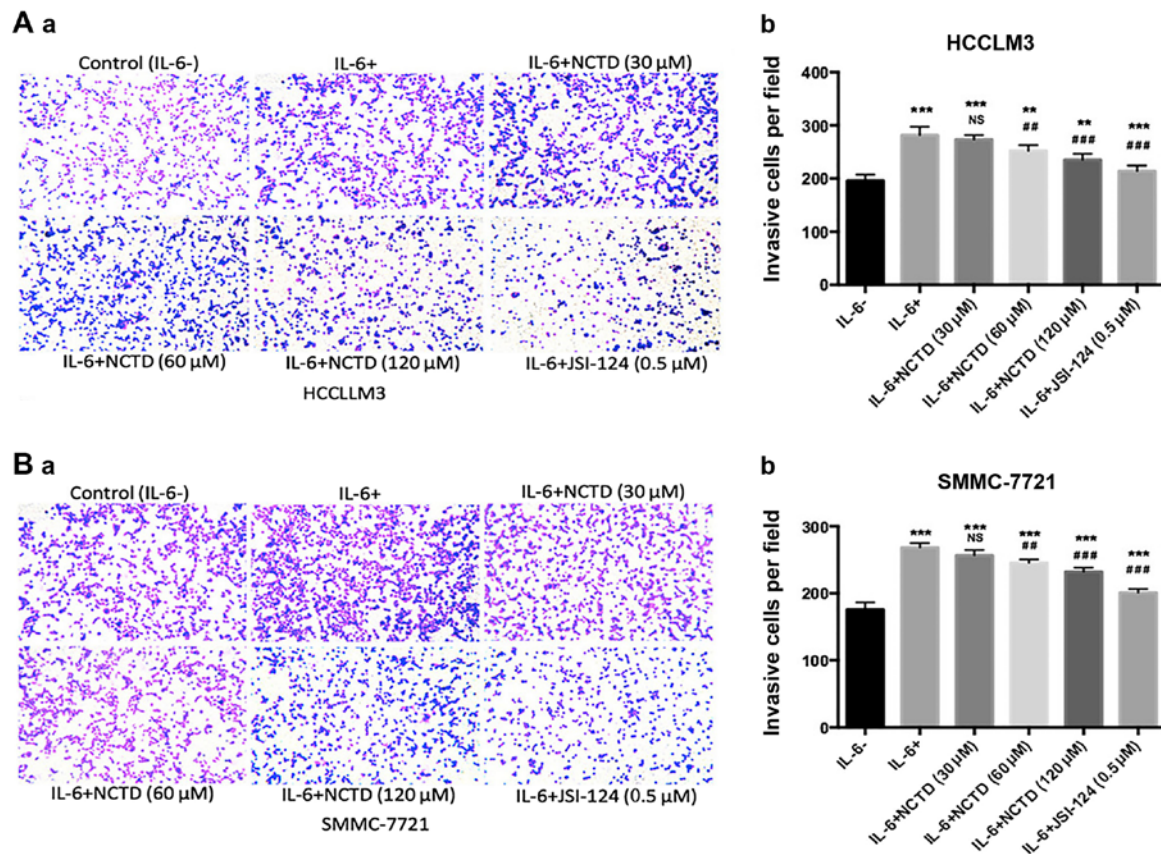 A a
Control (IL-6-) IL-6+ IL-6+NCTD (30 µM)
IL-6+NCTD (60 µM) IL-6+NCTD (120 µM) IL-6+JSI-124 (0.5 µM)
HCCLLM3
b
HCCLM3
Invasive cells per field
400
300
200
100
0
***
***
NS
**
##
**
###
***
###
IL-6-
IL-6+
IL-6+NCTD (30 µM)
IL-6+NCTD (60 µM)
IL-6+NCTD (120 µM)
IL-6+JSI-124 (0.5 µM)
B a
Control (IL-6-) IL-6+ IL-6+NCTD (30 µM)
IL-6+NCTD (60 µM) IL-6+NCTD (120 µM) IL-6+JSI-124 (0.5 µM)
SMMC-7721
b
SMMC-7721
Invasive cells per field
300
200
100
0
***
***
NS
***
##
***
###
***
###
IL-6-
IL-6+
IL-6+NCTD (30 µM)
IL-6+NCTD (60 µM)
IL-6+NCTD (120 µM)
IL-6+JSI-124 (0.5 µM)